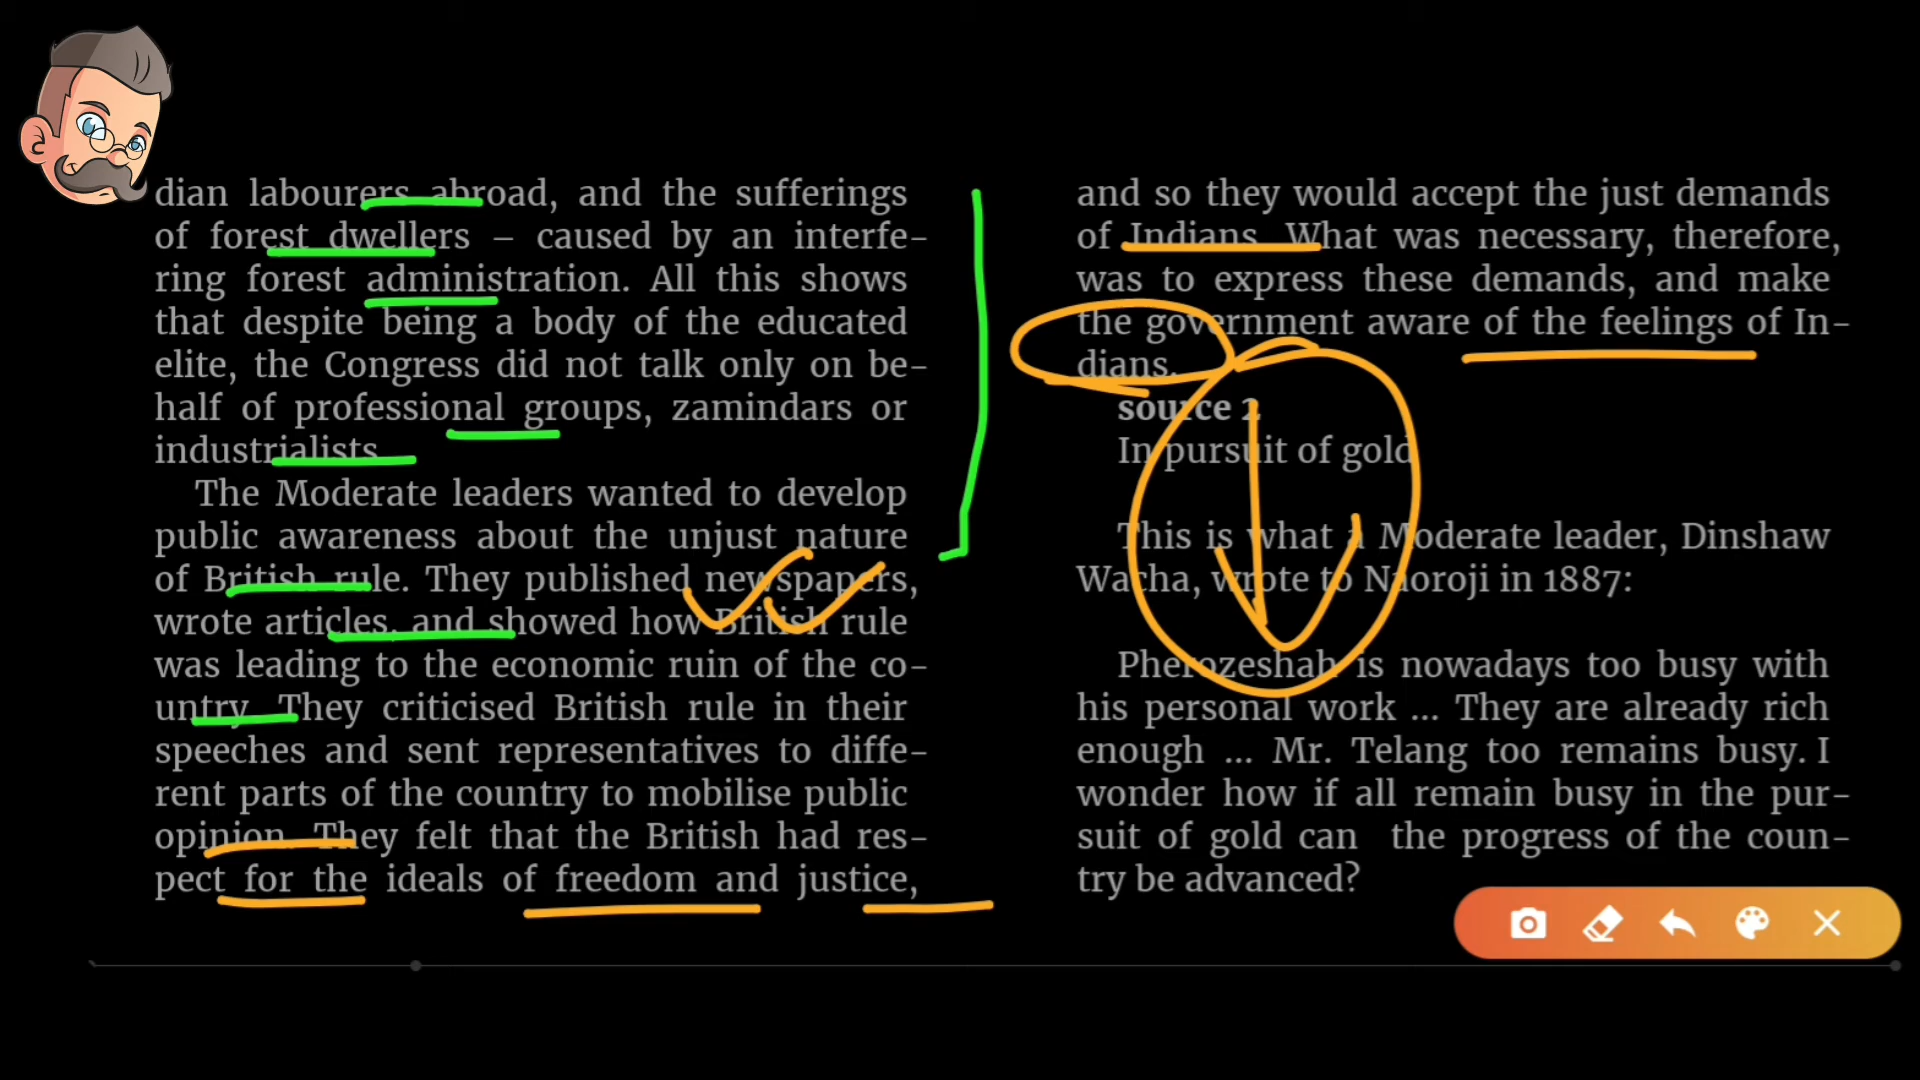 dian labourers abroad, and the sufferings
of forest dwellers – caused by an interfe-
ring forest administration. All this shows
that despite being a body of the educated
elite, the Congress did not talk only on be-
half of professional groups, zamindars or
industrialists.
The Moderate leaders wanted to develop
public awareness about the unjust nature
of British rule. They published newspapers,
wrote articles, and showed how British rule
was leading to the economic ruin of the co-
untry. They criticised British rule in their
speeches and sent representatives to diffe-
rent parts of the country to mobilise public
opinion. They felt that the British had res-
pect for the ideals of freedom and justice,
and so they would accept the just demands
of Indians. What was necessary, therefore,
was to express these demands, and make
the government aware of the feelings of In-
dians.
source 2
In pursuit of gold
This is what a Moderate leader, Dinshaw
Wacha, wrote to Naoroji in 1887:
Pherozeshah is nowadays too busy with
his personal work ... They are already rich
enough ... Mr. Telang too remains busy. I
wonder how if all remain busy in the pur-
suit of gold can the progress of the coun-
try be advanced?